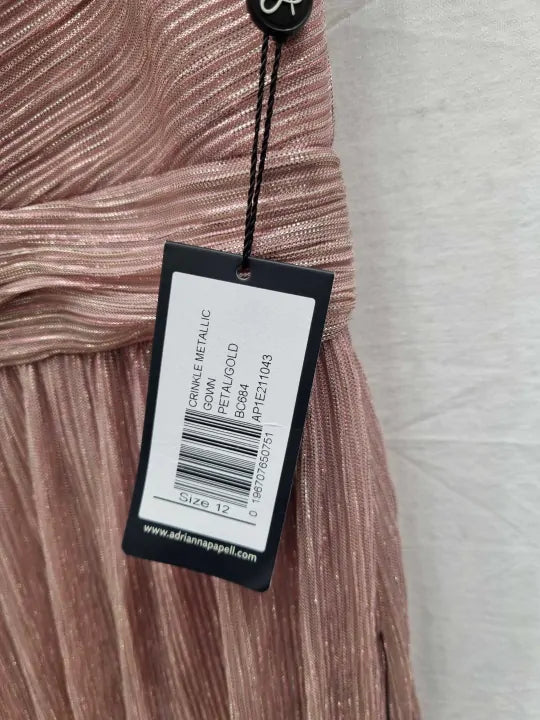 CRINKLE METALLIC
GOWN
PETAL/GOLD
BC684
AP1E211043
0 196707650751
Size 12
www.adriannapapell.com